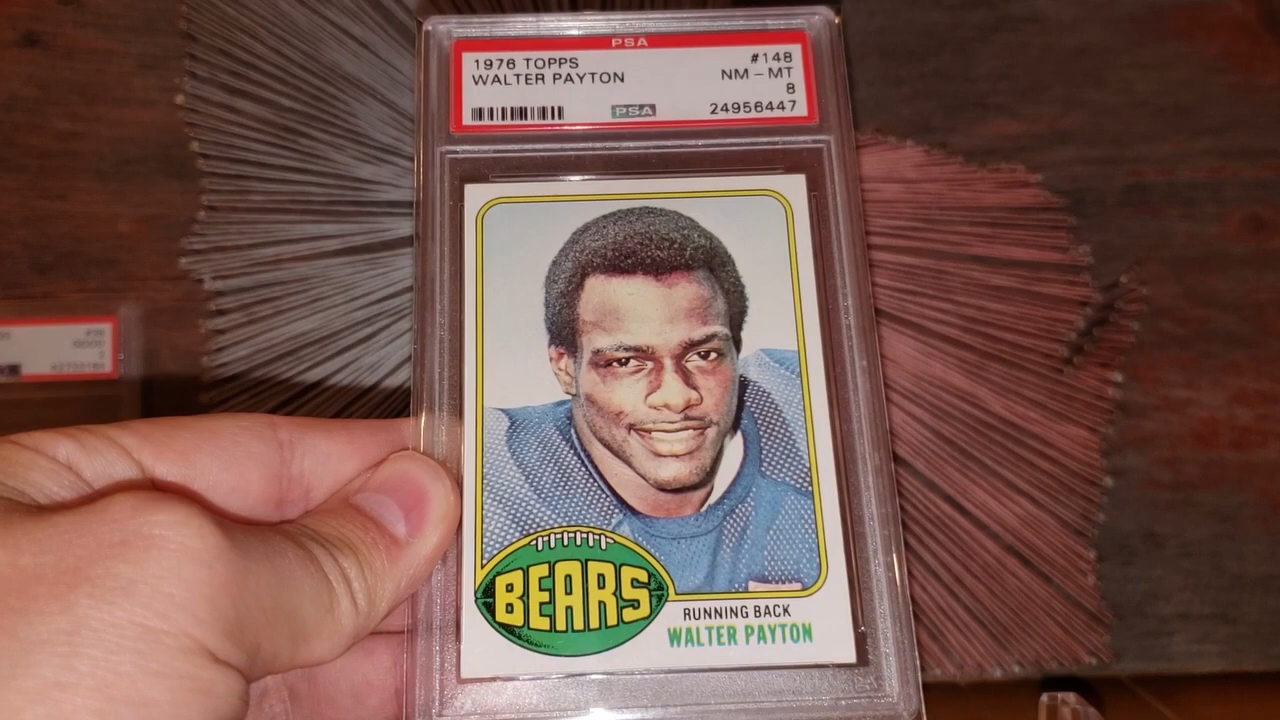 PSA
1976 TOPPS #148
WALTER PAYTON NM - MT
8
PSA 24956447
BEARS
RUNNING BACK
WALTER PAYTON